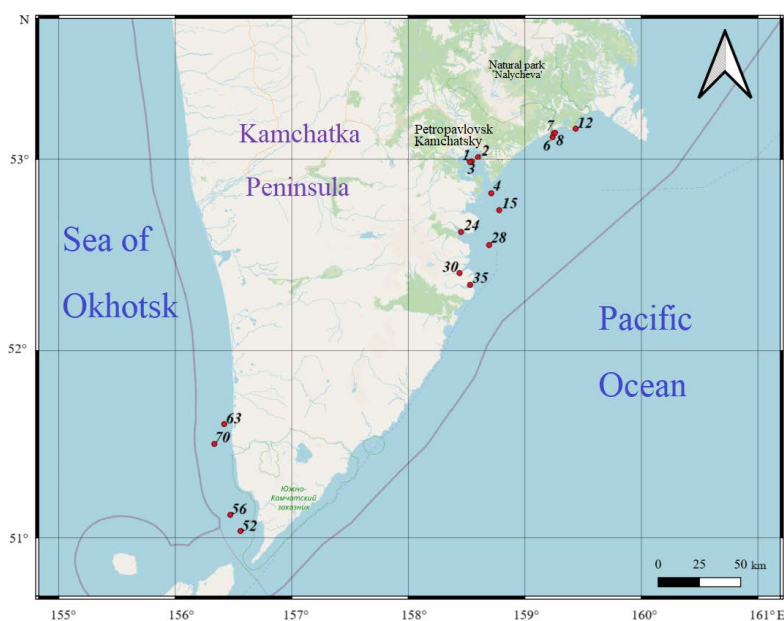 N
Natural park
'Nalycheva'
Petropavlovsk
Kamchatsky
Kamchatka
Peninsula
7
12
6
8
53°
1
2
3
4
15
Sea of
Okhotsk
24
28
30
35
Pacific
Ocean
52°
63
70
56
52
Южно-
Камчатский
заказник
51°
0
25
50 km
155°
156°
157°
158°
159°
160°
161° E